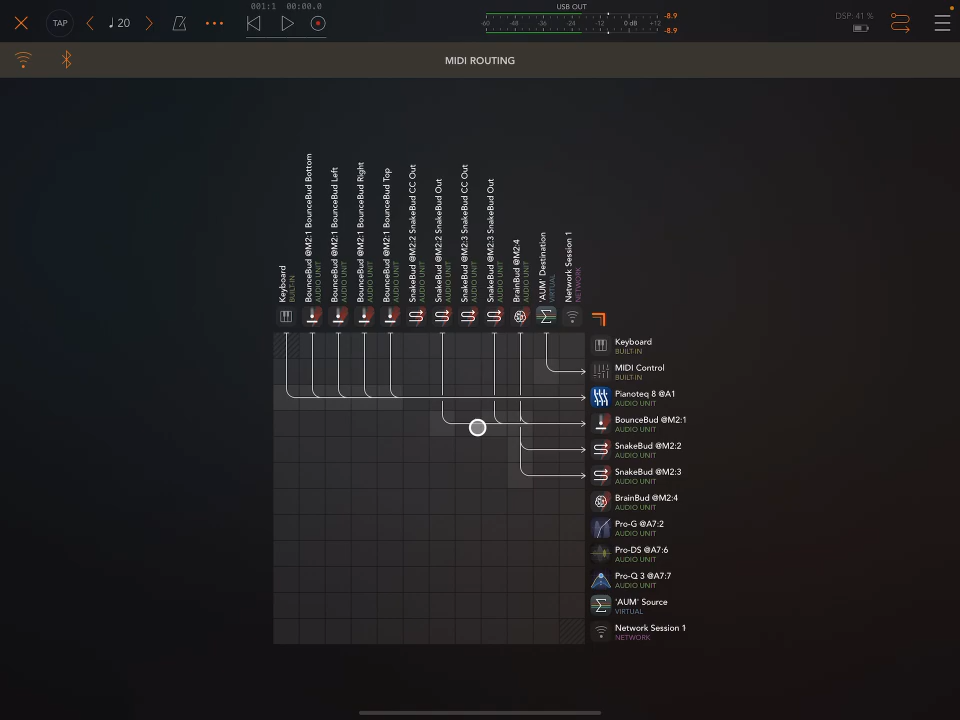 001:1 00:00.0
USB OUT
TAP
20
-60 -48 -36 -24 -12 0 dB +12
-8.9
-8.9
DSP: 41 %
MIDI ROUTING
Keyboard
BUILT-IN
BounceBud @M2:1 BounceBud Bottom
AUDIO UNIT
BounceBud @M2:1 BounceBud Left
AUDIO UNIT
BounceBud @M2:1 BounceBud Right
AUDIO UNIT
BounceBud @M2:1 BounceBud Top
AUDIO UNIT
SnakeBud @M2:2 SnakeBud CC Out
AUDIO UNIT
SnakeBud @M2:2 SnakeBud Out
AUDIO UNIT
SnakeBud @M2:3 SnakeBud CC Out
AUDIO UNIT
SnakeBud @M2:3 SnakeBud Out
AUDIO UNIT
BrainBud @M2:4
AUDIO UNIT
'AUM' Destination
VIRTUAL
Network Session 1
NETWORK
Keyboard
BUILT-IN
MIDI Control
BUILT-IN
Pianoteq 8 @A1
AUDIO UNIT
BounceBud @M2:1
AUDIO UNIT
SnakeBud @M2:2
AUDIO UNIT
SnakeBud @M2:3
AUDIO UNIT
BrainBud @M2:4
AUDIO UNIT
Pro-G @A7:2
AUDIO UNIT
Pro-DS @A7:6
AUDIO UNIT
Pro-Q 3 @A7:7
AUDIO UNIT
'AUM' Source
VIRTUAL
Network Session 1
NETWORK